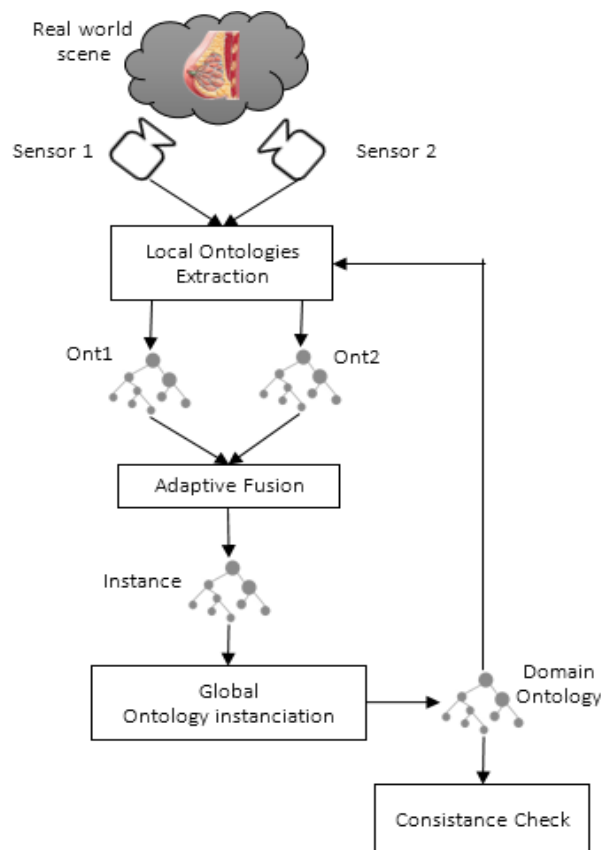 Real world
scene
Sensor 1
Sensor 2
Local Ontologies
Extraction
Ont1
Ont2
Adaptive Fusion
Instance
Global
Ontology instanciation
Domain
Ontology
Consistance Check